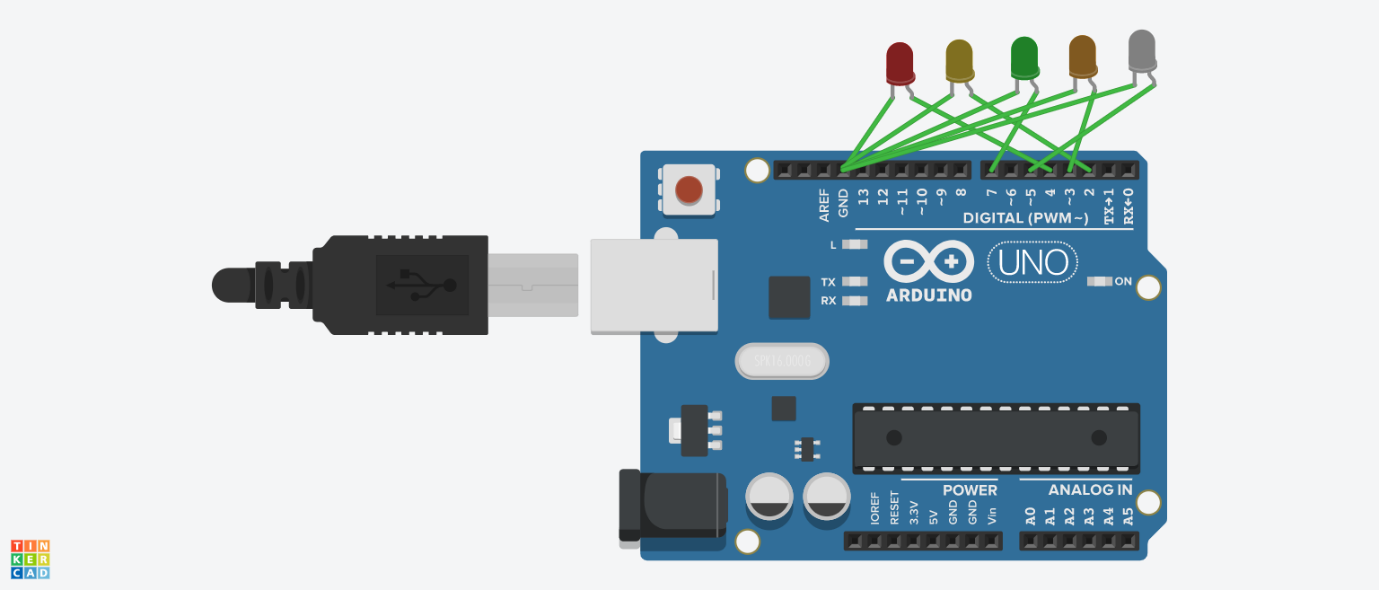 AREF
GND
13
12
~11
~10
~9
8
7
~6
~5
4
~3
2
TX→1
RX←0
DIGITAL (PWM~)
L
TX
RX
UNO
ARDUINO
ON
SPK16.000G
POWER
ANALOG IN
IOREF
RESET
3.3V
5V
GND
GND
Vin
A0
A1
A2
A3
A4
A5
TIN
KER
CAD